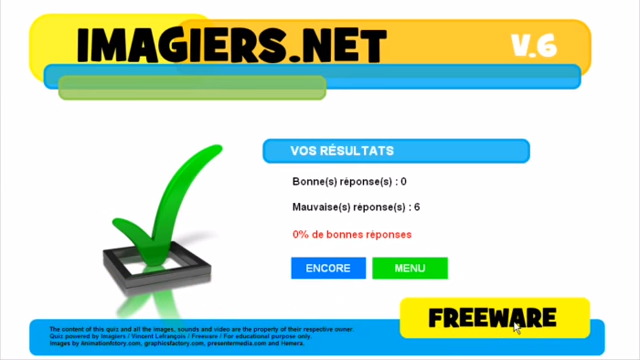 IMAGIERS.NET
V.6
VOS RÉSULTATS
Bonne(s) réponse(s) : 0
Mauvaise(s) réponse(s) : 6
0% de bonnes réponses
ENCORE
MENU
FREEWARE
The content of this quiz and all the images, sounds and video are the property of their respective owner.
Quiz powered by Imagiers / Vincent Lefrançois / Freeware / For educational purpose only.
Images by Animationfctory.com, graphicsfactory.com, presentermedia.com and Hemera.